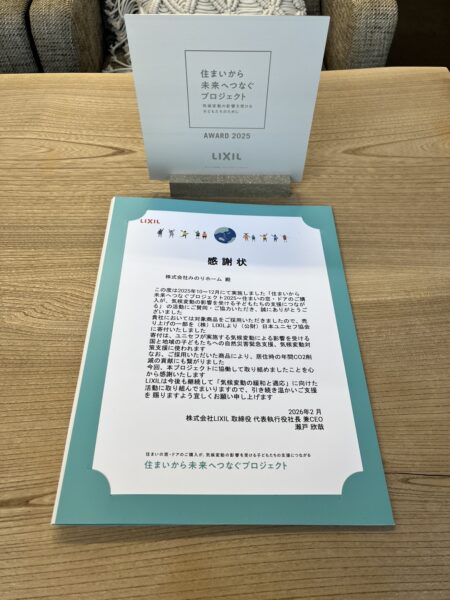 住まいから
未来へつなぐ
プロジェクト
気候変動の影響を受ける
子どもたちのために
AWARD 2025
LIXIL
LIXIL
感謝状
株式会社みのりホーム 殿
この度は2025年10～12月にて実施しました「住まいから
未来へつなぐプロジェクト2025～住まいの窓・ドアのご購
入が、気候変動の影響を受ける子どもたちの支援につなが
る」の活動にご賛同・ご協力いただき、誠にありがとうご
ざいました
貴社においては対象商品をご採用いただきましたので、売
り上げの一部を（株）LIXILより（公財）日本ユニセフ協会
に寄付いたしました
寄付は、ユニセフが実施する気候変動による影響を受ける
国と地域の子どもたちへの自然災害緊急支援、気候変動対
策支援に使われます
なお、ご採用いただいた商品により、居住時の年間CO2削
減の貢献にも繋がりました
今回、本プロジェクトに協働して取り組めましたことを心
から感謝いたします
LIXILは今後も継続して「気候変動の緩和と適応」に向けた
活動に取り組んでまいりますので、引き続き温かいご支援
を 賜りますよう宜しくお願い申し上げます
2026年2月
株式会社LIXIL 取締役 代表執行役社長 兼CEO
瀬戸 欣哉
住まいの窓・ドアのご購入が、気候変動の影響を受ける子どもたちの支援につながる
住まいから未来へつなぐプロジェクト